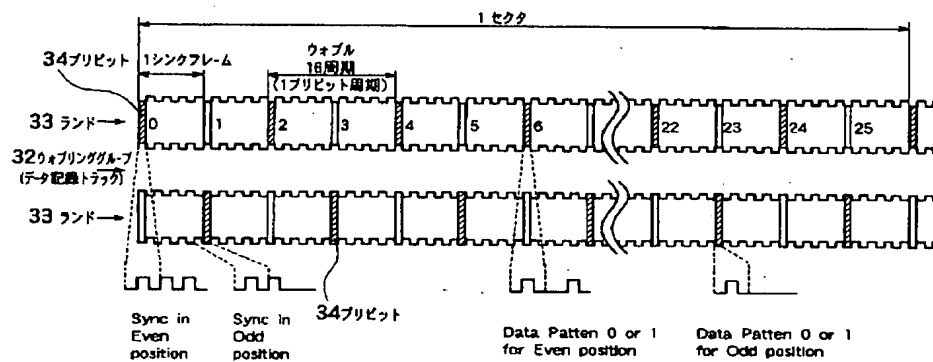 1セクタ
34プリピット
1シンクフレーム
ウォブル
16周期
(1プリピット周期)
33 ランド
0 1 2 3 4 5 6 22 23 24 25
32ウォブリンググルーブ
(データ記録トラック)
33 ランド
34プリピット
Sync in
Even
position
Sync in
Odd
position
Data Patten 0 or 1
for Even position
Data Patten 0 or 1
for Odd position